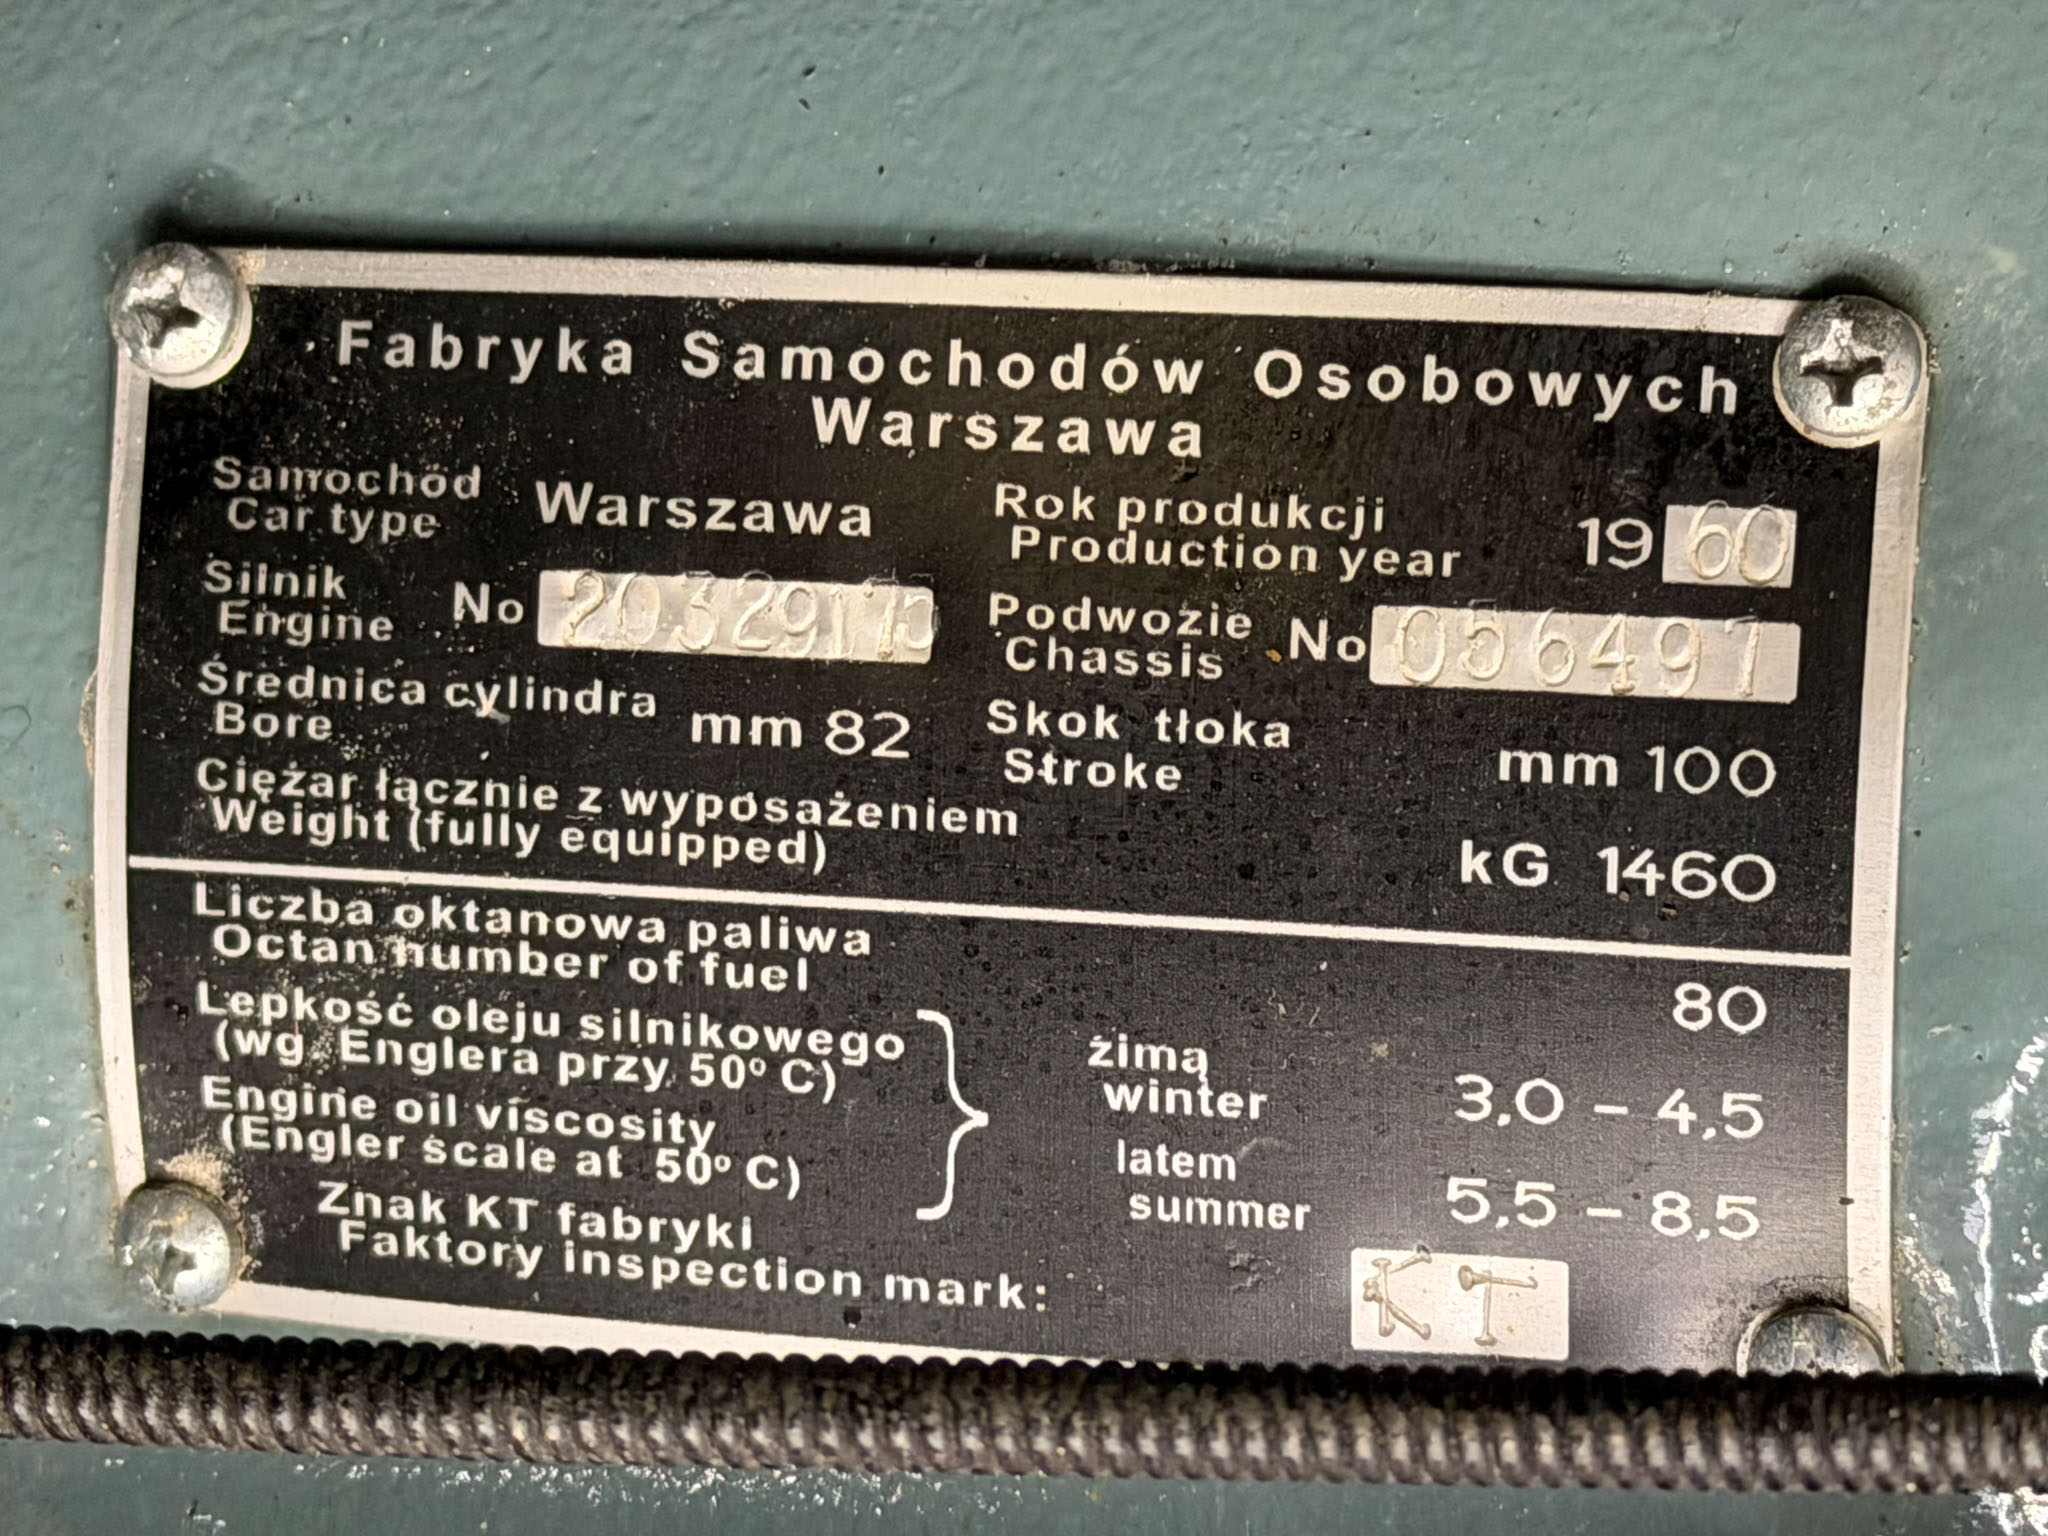 Fabryka Samochodów Osobowych
Warszawa
Samochód
Car type
Warszawa
Rok produkcji
Production year
1960
Silnik
Engine
No
Podwozie
Chassis
No 056497
Średnica cylindra
Bore
mm 82
Skok tłoka
Stroke
mm 100
Ciężar łącznie z wyposażeniem
Weight (fully equipped)
kG 1460
Liczba oktanowa paliwa
Octan number of fuel
80
Lepkość oleju silnikowego
(wg. Englera przy 50° C)
Engine oil viscosity
(Engler scale at 50° C)
zimą
winter
3,0 – 4,5
latem
summer
5,5 – 8,5
Znak KT fabryki
Faktory inspection mark:
KT